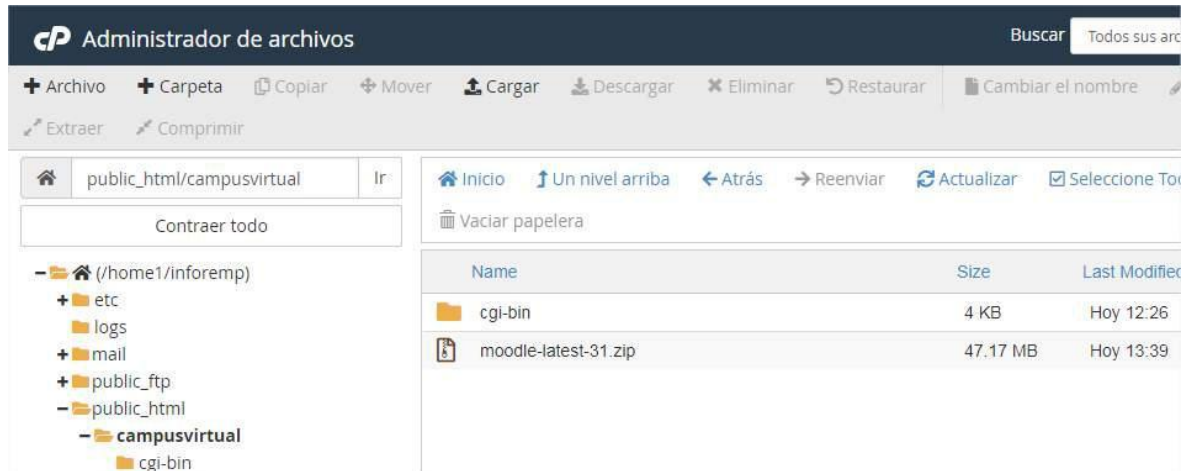 cP Administrador de archivos Buscar Todos sus arc
Archivo Carpeta Copiar Mover Cargar Descargar Eliminar Restaurar Cambiar el nombre
Extraer Comprimir
public_html/campusvirtual Ir Inicio Un nivel arriba Atrás Reenviar Actualizar Seleccione Too
Contraer todo Vaciar papelera
(/home1/inforemp) Name Size Last Modified
etc cgi-bin 4 KB Hoy 12:26
logs
mail moodle-latest-31.zip 47.17 MB Hoy 13:39
public_ftp
public_html
campusvirtual
cgi-bin